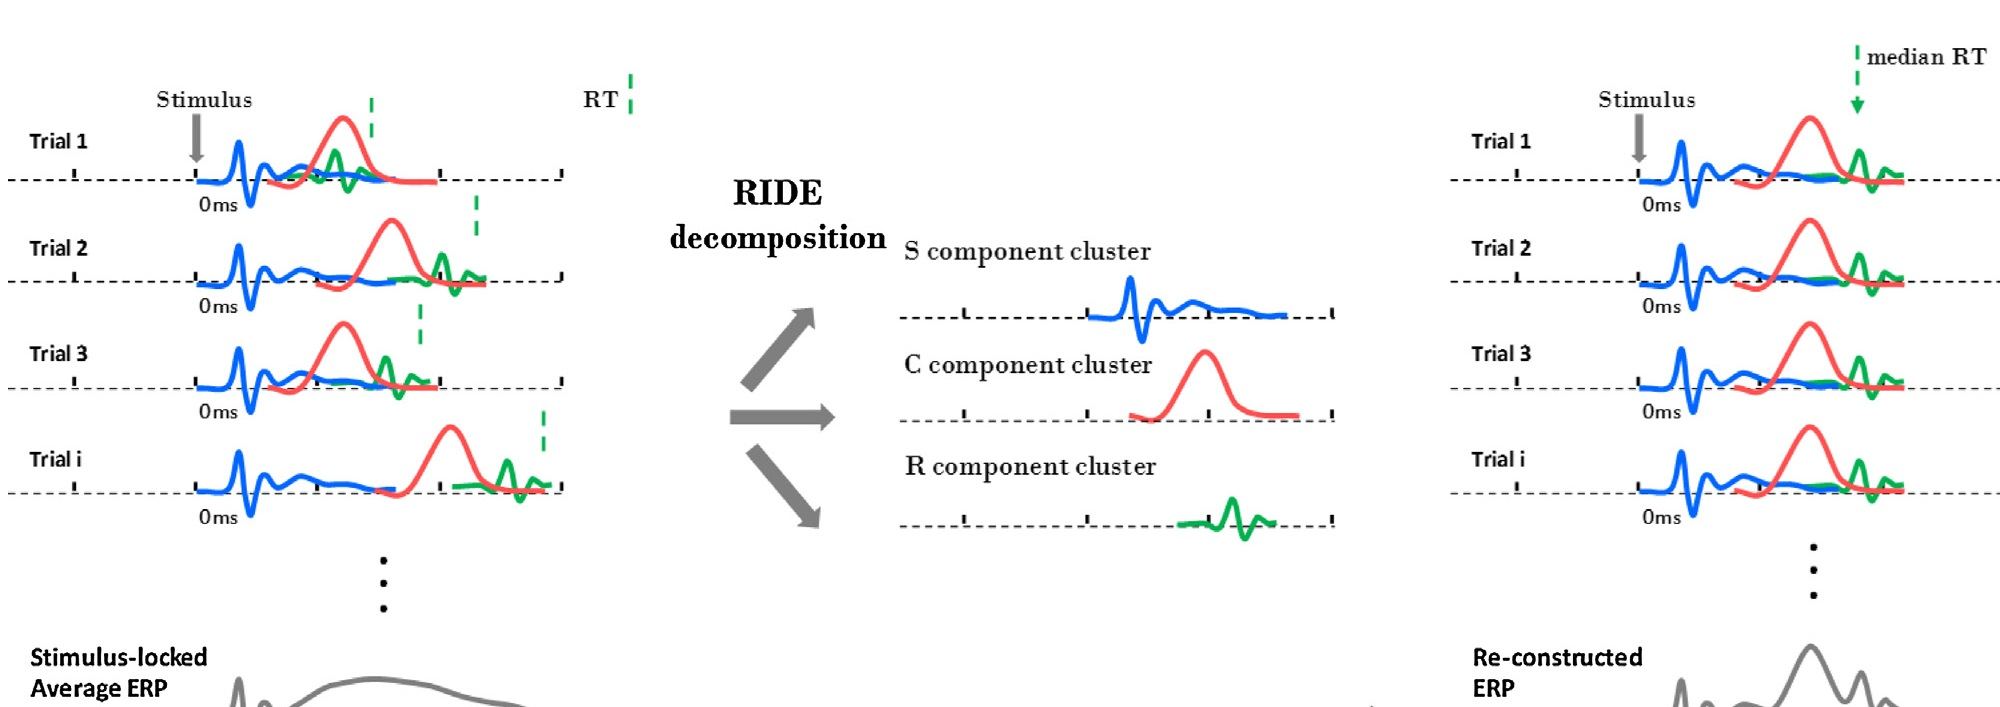 Stimulus
RT
Trial 1
0ms
Trial 2
0ms
Trial 3
0ms
Trial i
0ms
Stimulus-locked
Average ERP
RIDE
decomposition
S component cluster
C component cluster
R component cluster
median RT
Stimulus
Trial 1
0ms
Trial 2
0ms
Trial 3
0ms
Trial i
0ms
Re-constructed
ERP